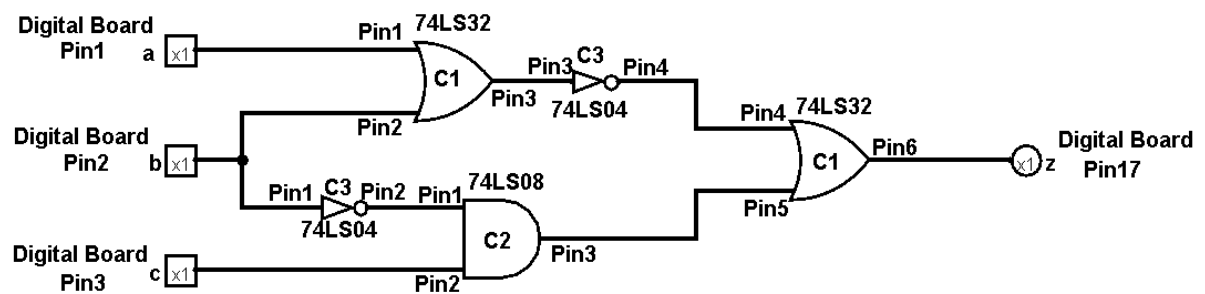 Digital Board
Pin1
a
x1
Pin1
74LS32
C1
Pin2
Pin3
Pin3
C3
Pin4
74LS04
Digital Board
Pin2
b
x1
Pin4
74LS32
C1
Pin5
Pin6
x1
z
Digital Board
Pin17
Pin1
C3
Pin2
74LS04
Pin1
74LS08
C2
Pin2
Pin3
Digital Board
Pin3
c
x1